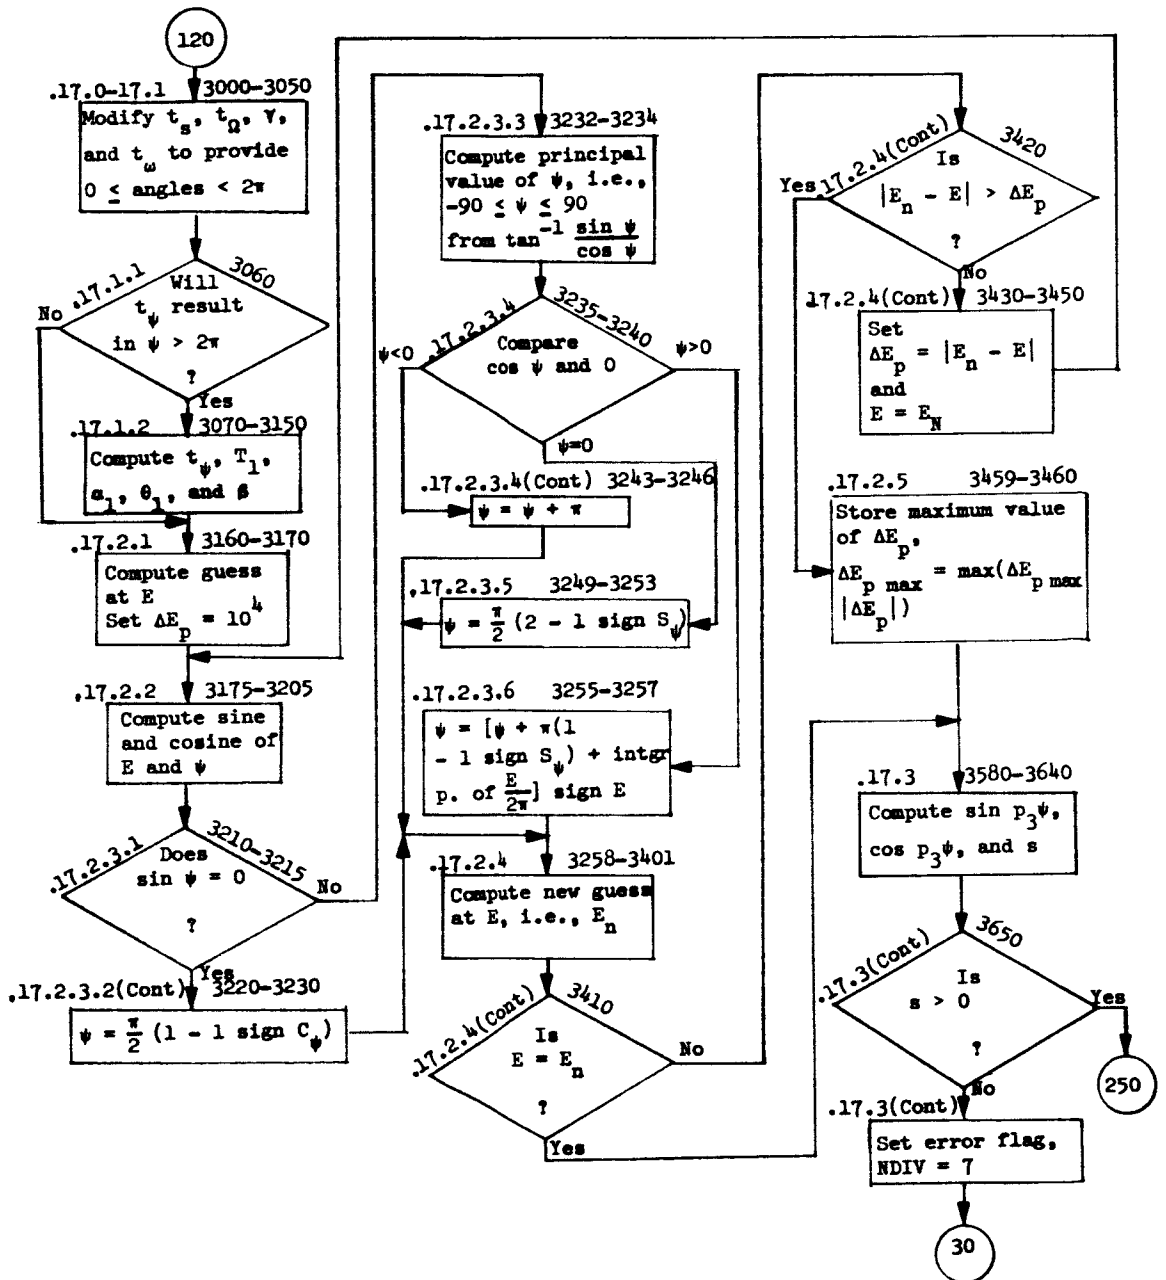 120
.17.0-17.1 3000-3050
Modify t_s, t_Ω, γ,
and t_ω to provide
0 ≤ angles < 2π
.17.1.1
3060
Will
t_ψ result
in ψ > 2π
?
No
Yes
.17.1.2 3070-3150
Compute t_ψ, T_1,
α_1, θ_1, and β
.17.2.1 3160-3170
Compute guess
at E
Set ΔE_p = 10^4
.17.2.2 3175-3205
Compute sine
and cosine of
E and ψ
.17.2.3.1
3210-3215
Does
sin ψ = 0
?
No
Yes
.17.2.3.2(Cont) 3220-3230
ψ = π/2 (1 - 1 sign C_ψ)
.17.2.3.3 3232-3234
Compute principal
value of ψ, i.e.,
-90 ≤ ψ ≤ 90
from tan^-1 sin ψ / cos ψ
.17.2.3.4
3235-3240
Compare
cos ψ and 0
ψ<0
ψ>0
ψ=0
.17.2.3.4(Cont) 3243-3246
ψ = ψ + π
.17.2.3.5 3249-3253
ψ = π/2 (2 - 1 sign S_ψ)
.17.2.3.6 3255-3257
ψ = [ψ + π(1
- 1 sign S_ψ) + intgr
p. of E/2π] sign E
.17.2.4 3258-3401
Compute new guess
at E, i.e., E_n
.17.2.4(Cont)
3410
Is
E = E_n
?
No
Yes
.17.2.4(Cont)
3420
Is
|E_n - E| > ΔE_p
?
Yes
No
.17.2.4(Cont) 3430-3450
Set
ΔE_p = |E_n - E|
and
E = E_N
.17.2.5 3459-3460
Store maximum value
of ΔE_p,
ΔE_p max = max(ΔE_p max
|ΔE_p|)
.17.3 3580-3640
Compute sin p_3ψ,
cos p_3ψ, and s
.17.3(Cont)
3650
Is
s > 0
?
Yes
250
No
.17.3(Cont)
Set error flag,
NDIV = 7
30